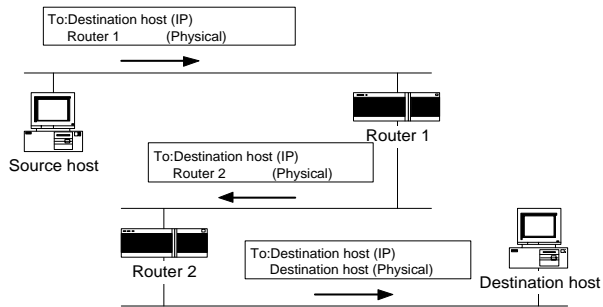 To:Destination host (IP)
Router 1 (Physical)
Source host
Router 1
To:Destination host (IP)
Router 2 (Physical)
Router 2
To:Destination host (IP)
Destination host (Physical)
Destination host